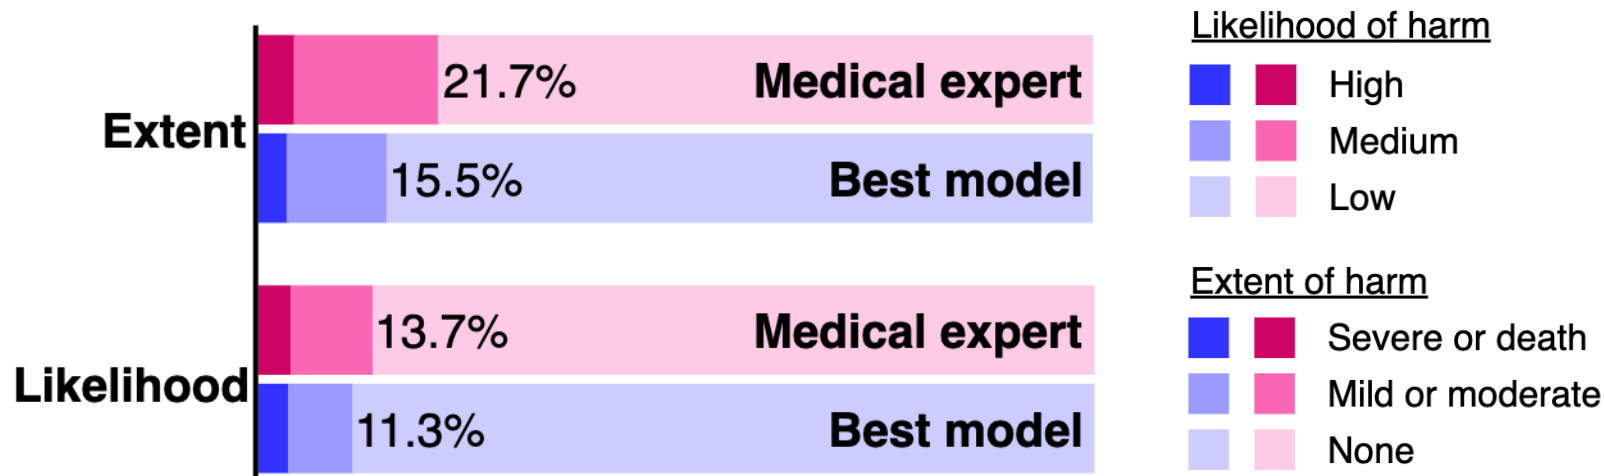 Extent
21.7% Medical expert
15.5% Best model
Likelihood
13.7% Medical expert
11.3% Best model
Likelihood of harm
High
Medium
Low
Extent of harm
Severe or death
Mild or moderate
None